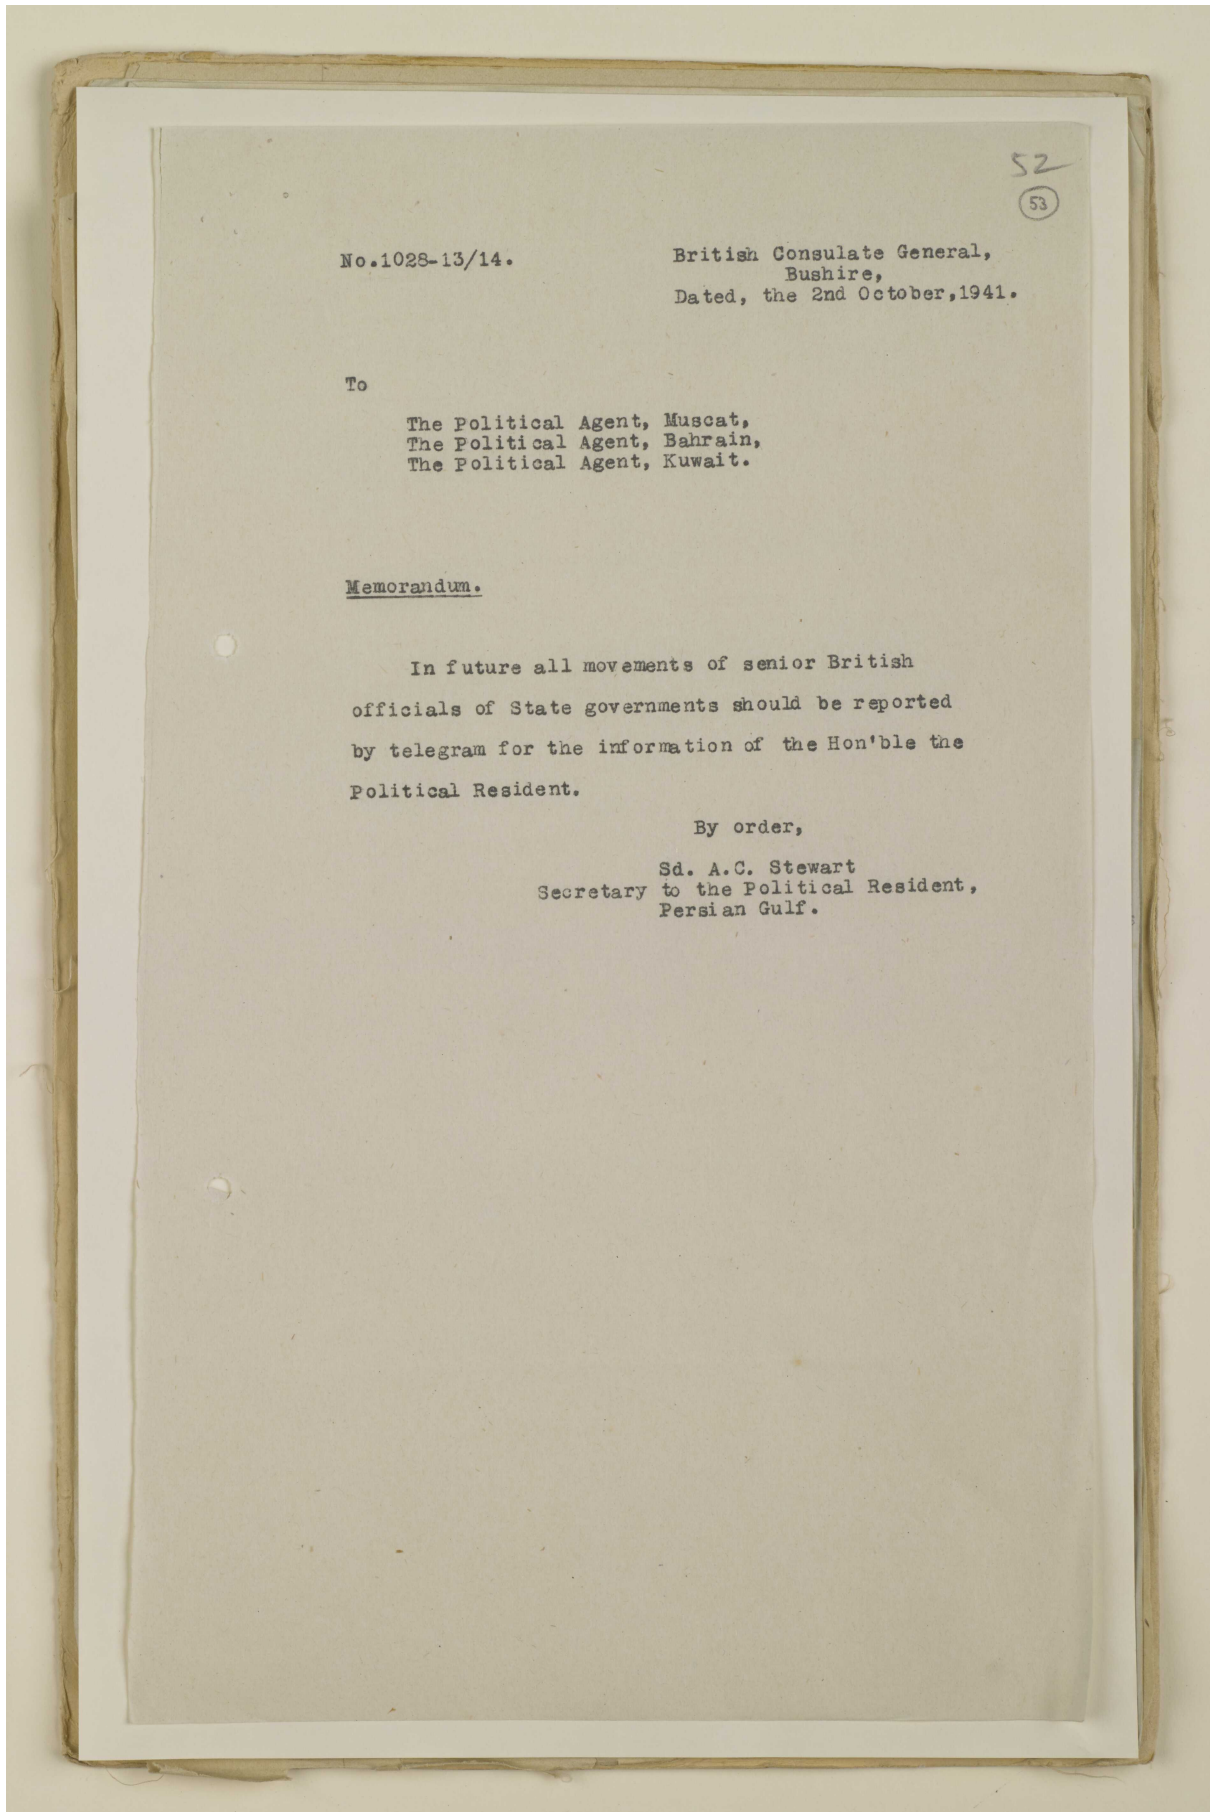 52
53
No.1028-13/14.
British Consulate General,
Bushire,
Dated, the 2nd October,1941.
To
The Political Agent, Muscat,
The Political Agent, Bahrain,
The Political Agent, Kuwait.
Memorandum.
In future all movements of senior British
officials of State governments should be reported
by telegram for the information of the Hon'ble the
Political Resident.
By order,
Sd. A.C. Stewart
Secretary to the Political Resident,
Persian Gulf.